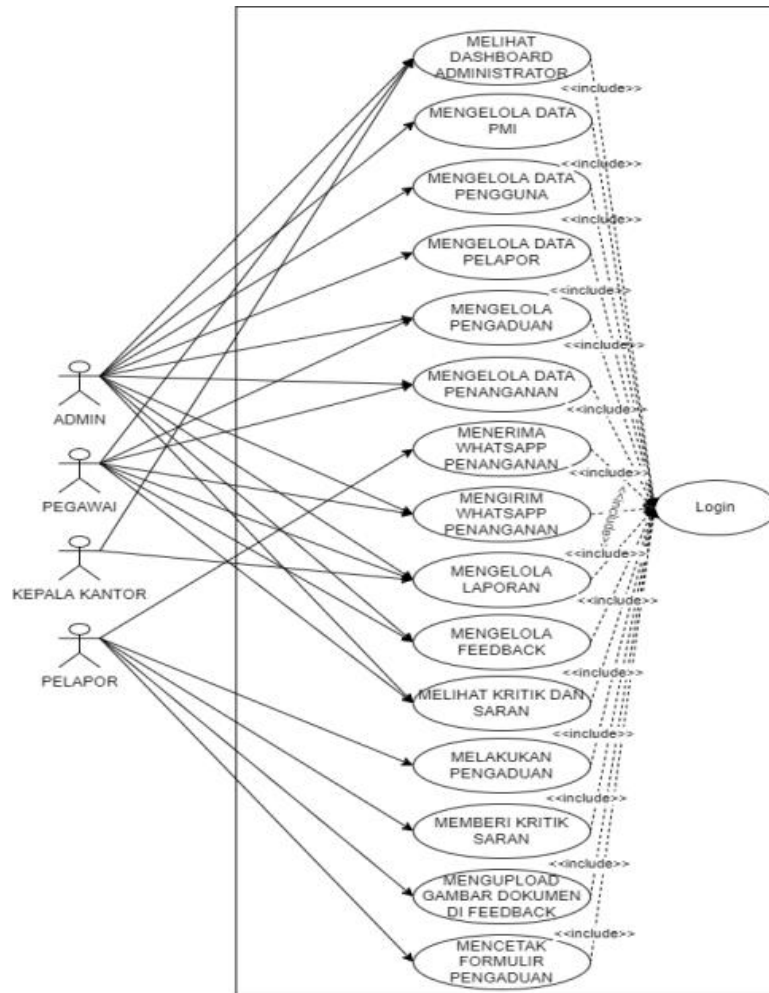 MELIHAT
DASHBOARD
ADMINISTRATOR
<<include>>
MENGELOLA DATA
PMI
<<include>>
MENGELOLA DATA
PENGGUNA
<<include>>
MENGELOLA DATA
PELAPOR
<<include>>
MENGELOLA
PENGADUAN
<<include>>
ADMIN
MENGELOLA DATA
PENANGANAN
<<include>>
MENERIMA
WHATSAPP
PENANGANAN
<<include>>
PEGAWAI
MENGIRIM
WHATSAPP
PENANGANAN
<<include>>
Login
<<include>>
KEPALA KANTOR
MENGELOLA
LAPORAN
<<include>>
MENGELOLA
FEEDBACK
PELAPOR
<<include>>
MELIHAT KRITIK DAN
SARAN
<<include>>
MELAKUKAN
PENGADUAN
<<include>>
MEMBERI KRITIK
SARAN
<<include>>
MENGUPLOAD
GAMBAR DOKUMEN
DI FEEDBACK
<<include>>
MENCETAK
FORMULIR
PENGADUAN